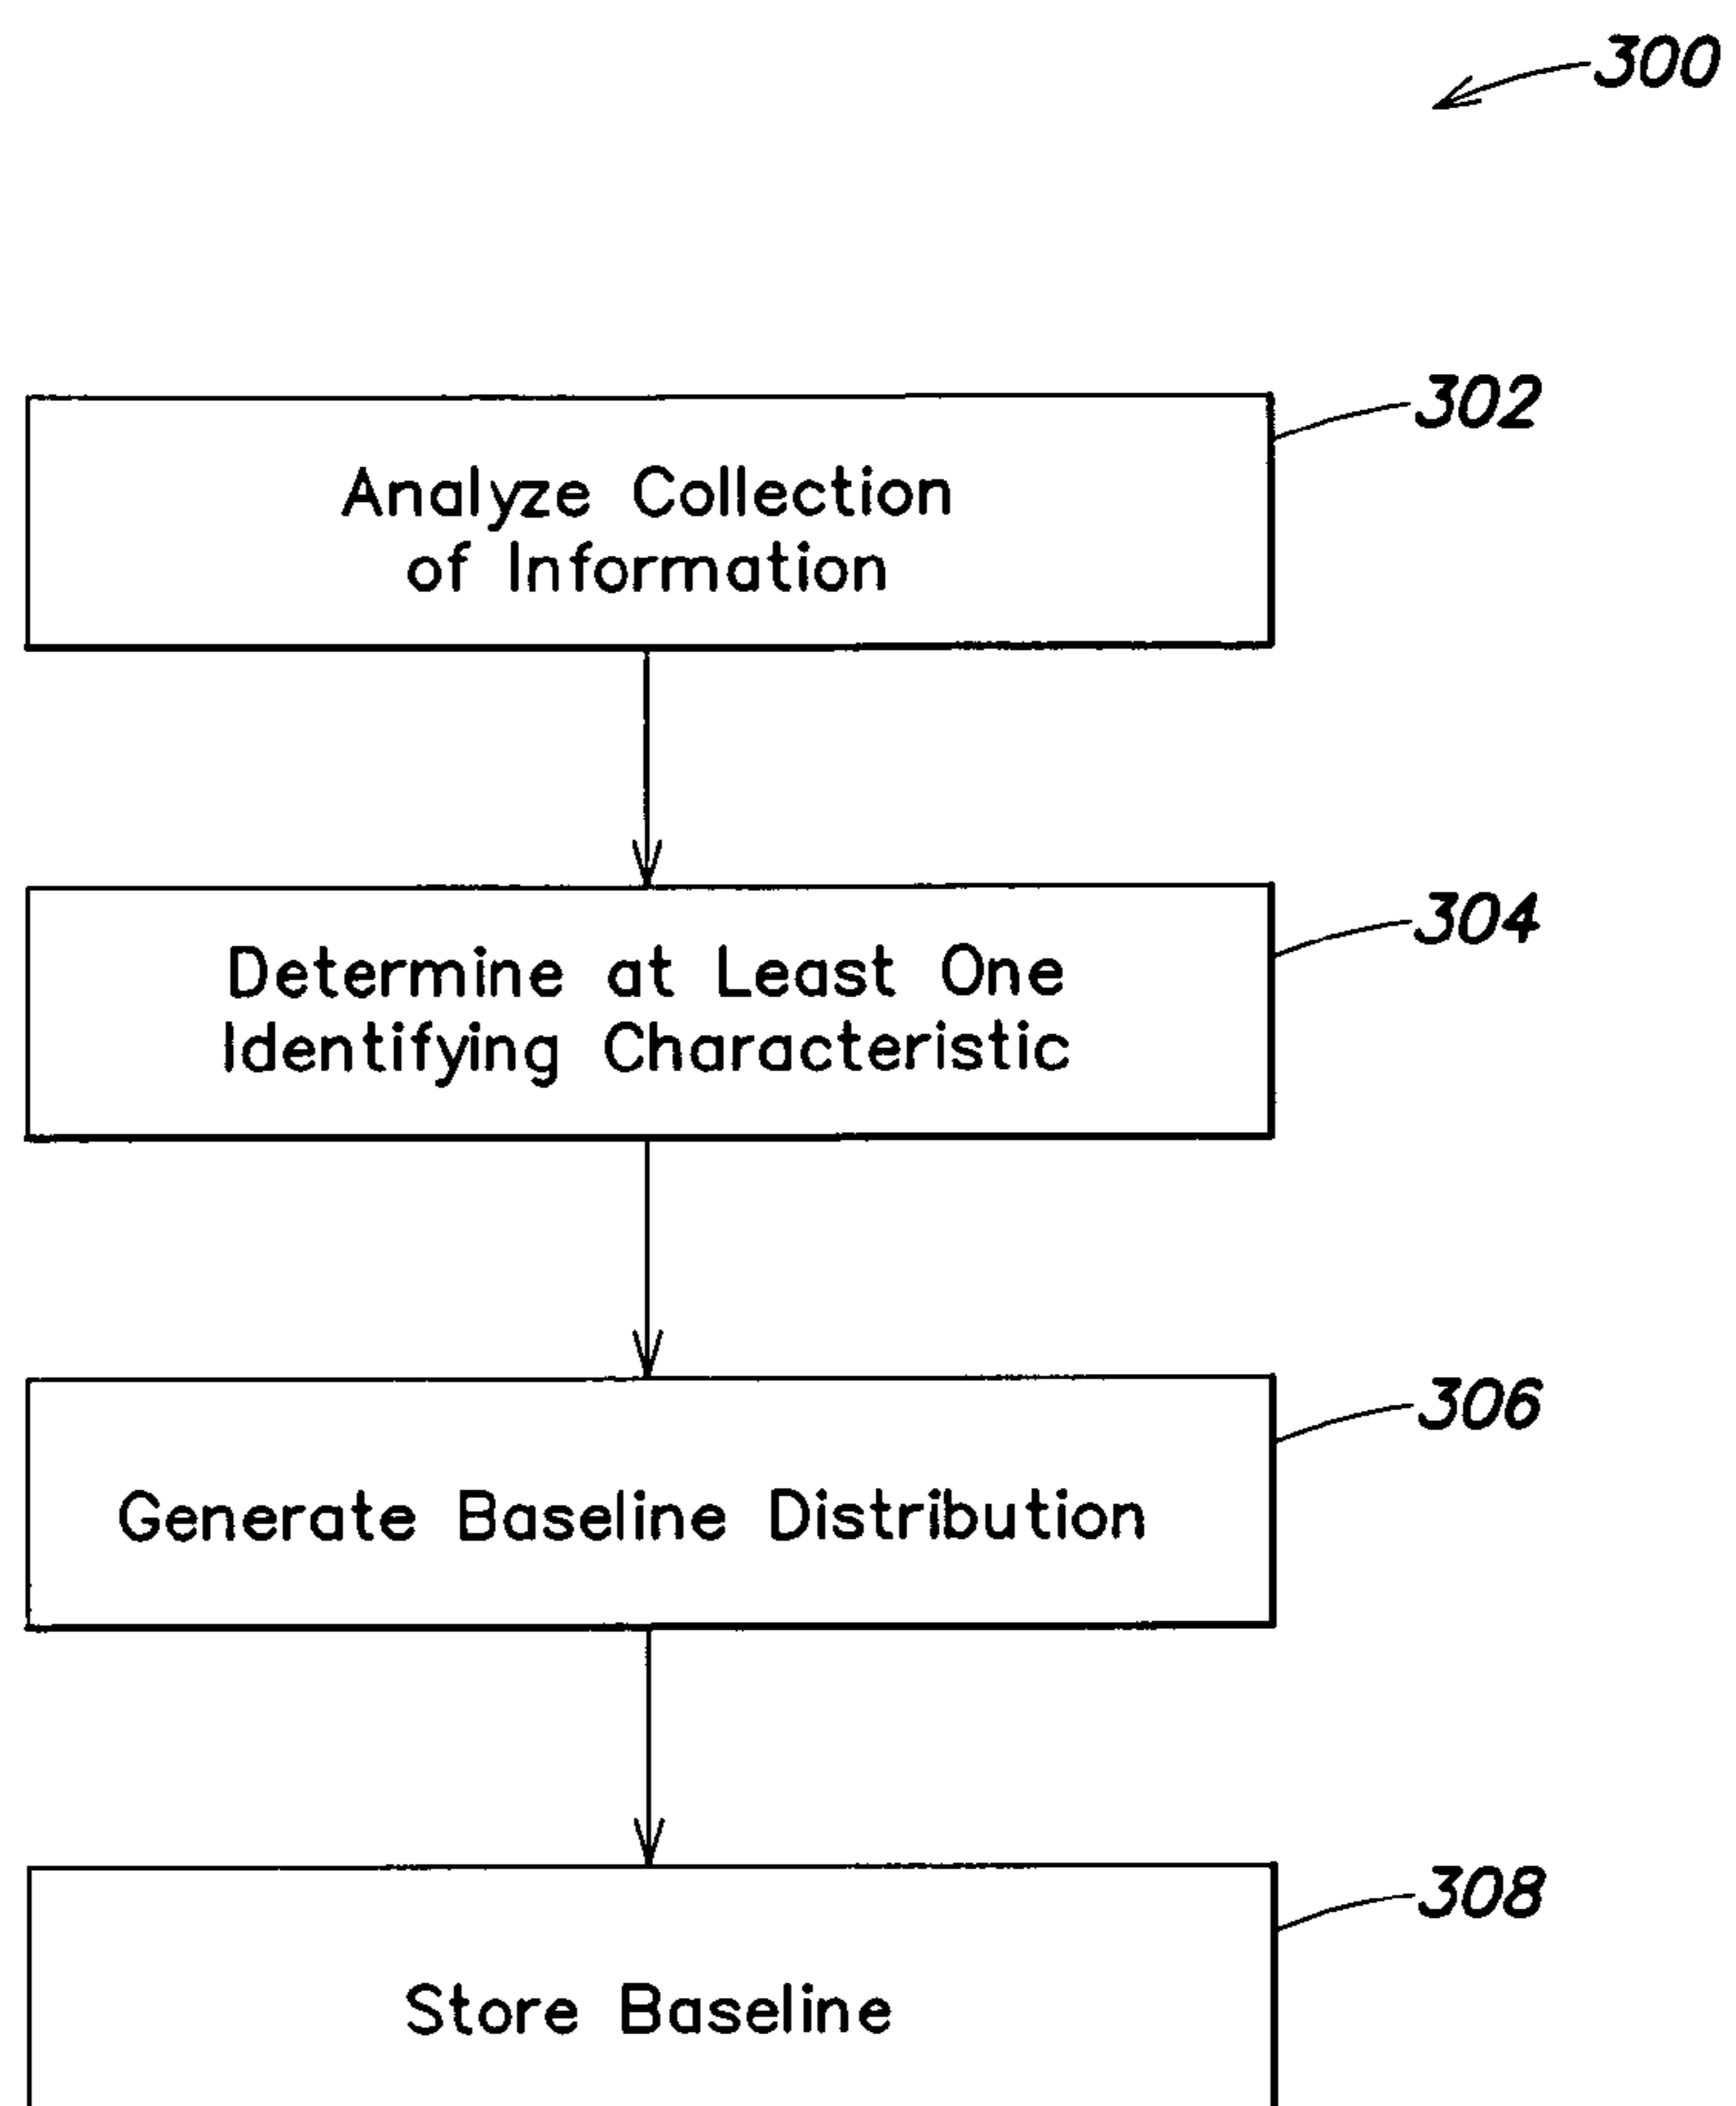 300
302
Analyze Collection
of Information
304
Determine at Least One
Identifying Characteristic
306
Generate Baseline Distribution
308
Store Baseline